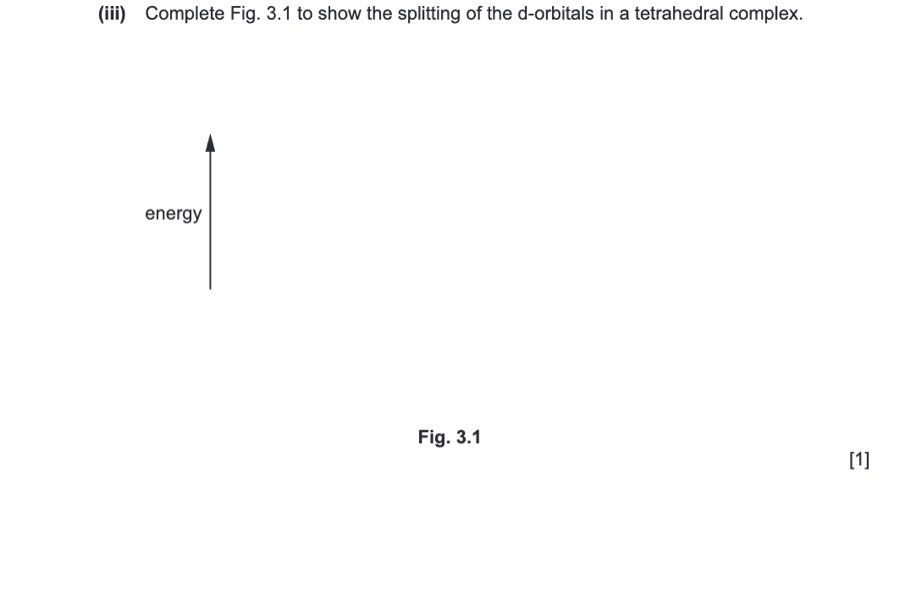 (iii) Complete Fig. 3.1 to show the splitting of the d-orbitals in a tetrahedral complex.
energy
Fig. 3.1
[1]